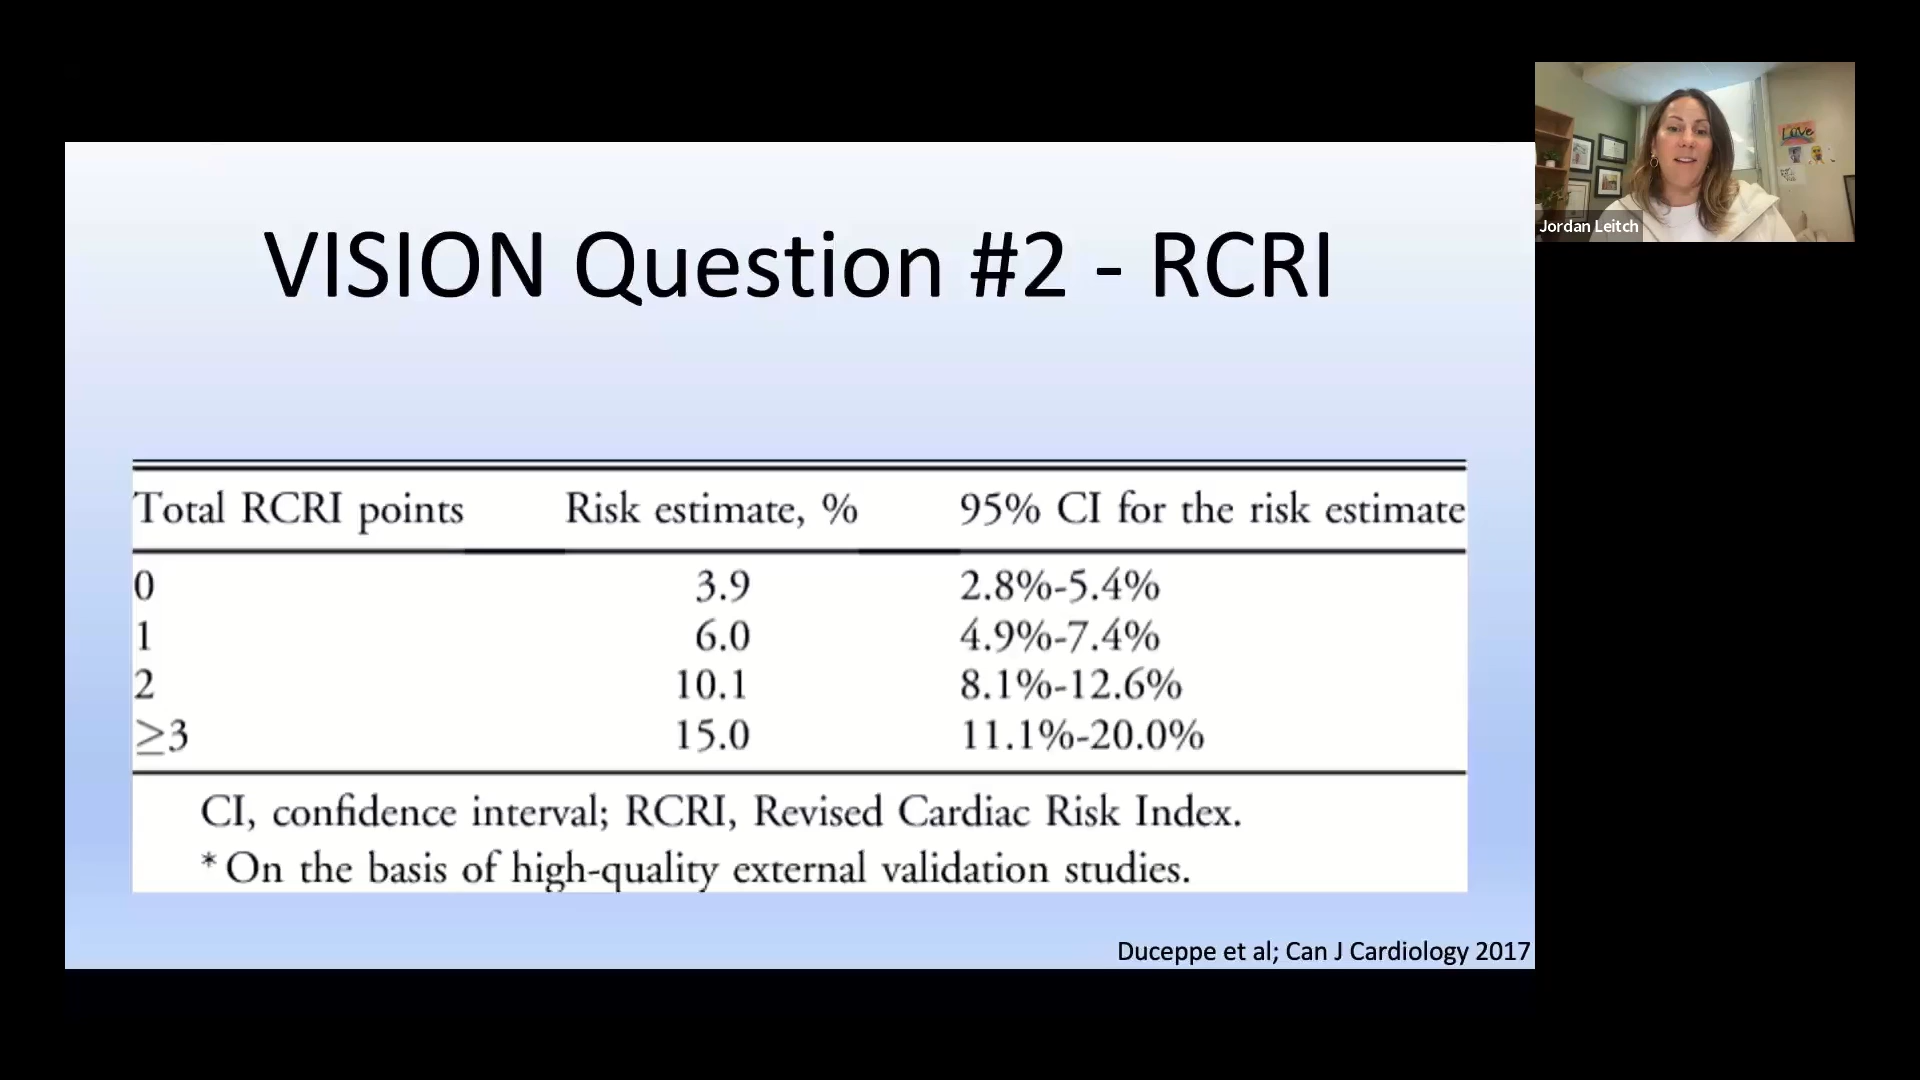 VISION Question #2 - RCRI
Total RCRI points Risk estimate, % 95% CI for the risk estimate
0 3.9 2.8%-5.4%
1 6.0 4.9%-7.4%
2 10.1 8.1%-12.6%
≥3 15.0 11.1%-20.0%
CI, confidence interval; RCRI, Revised Cardiac Risk Index.
* On the basis of high-quality external validation studies.
Duceppe et al; Can J Cardiology 2017
Love
Jordan Leitch